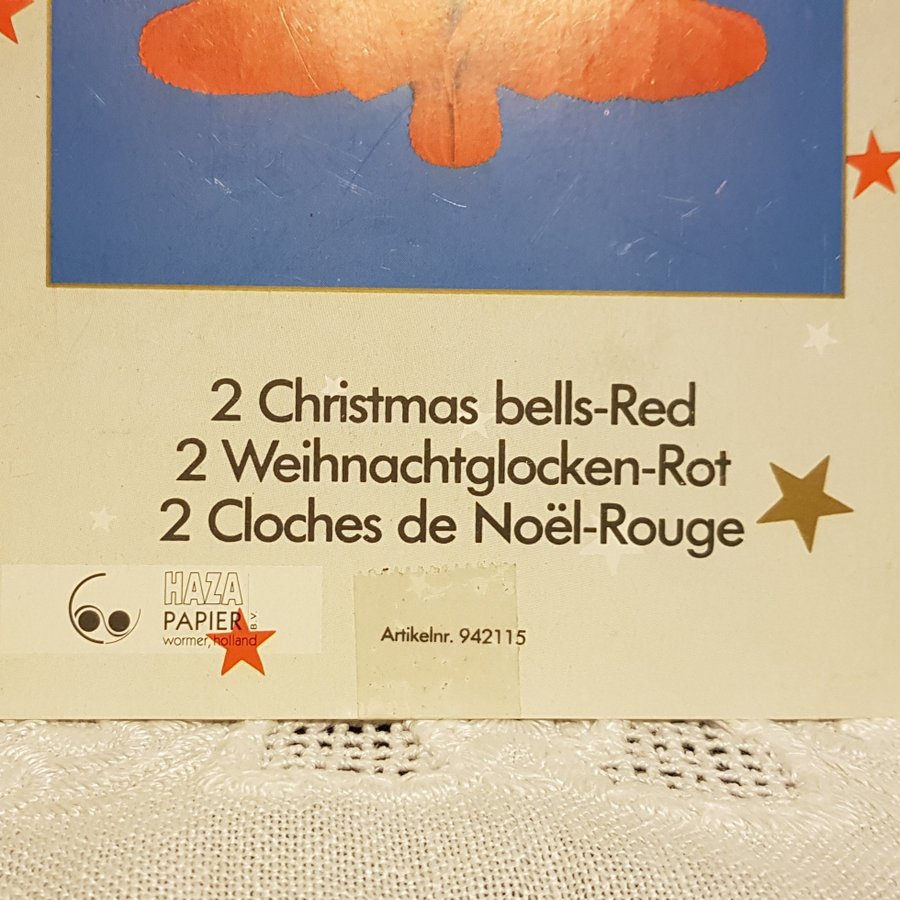 2 Christmas bells-Red
2 Weihnachtglocken-Rot
2 Cloches de Noël-Rouge
HAZA
PAPIER B.V.
wormer, holland
Artikelnr. 942115